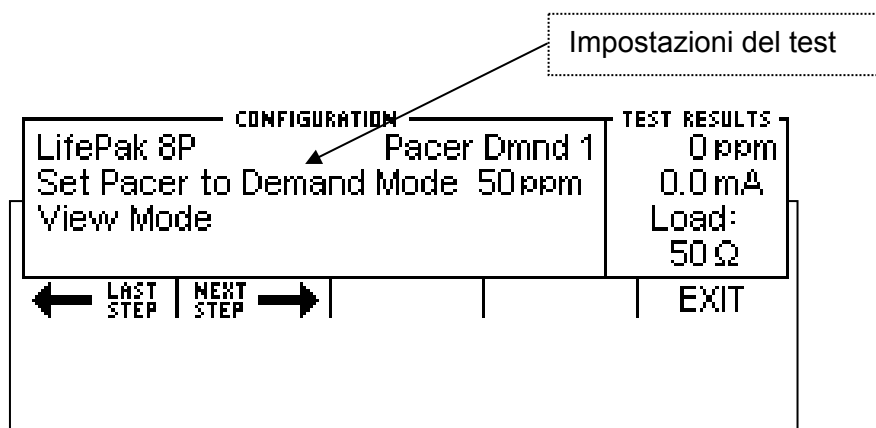 Impostazioni del test
CONFIGURATION
LifePak 8P Pacer Dmnd 1
Set Pacer to Demand Mode 50 ppm
View Mode
TEST RESULTS
0 ppm
0.0 mA
Load:
50 Ω
LAST STEP
NEXT STEP
EXIT